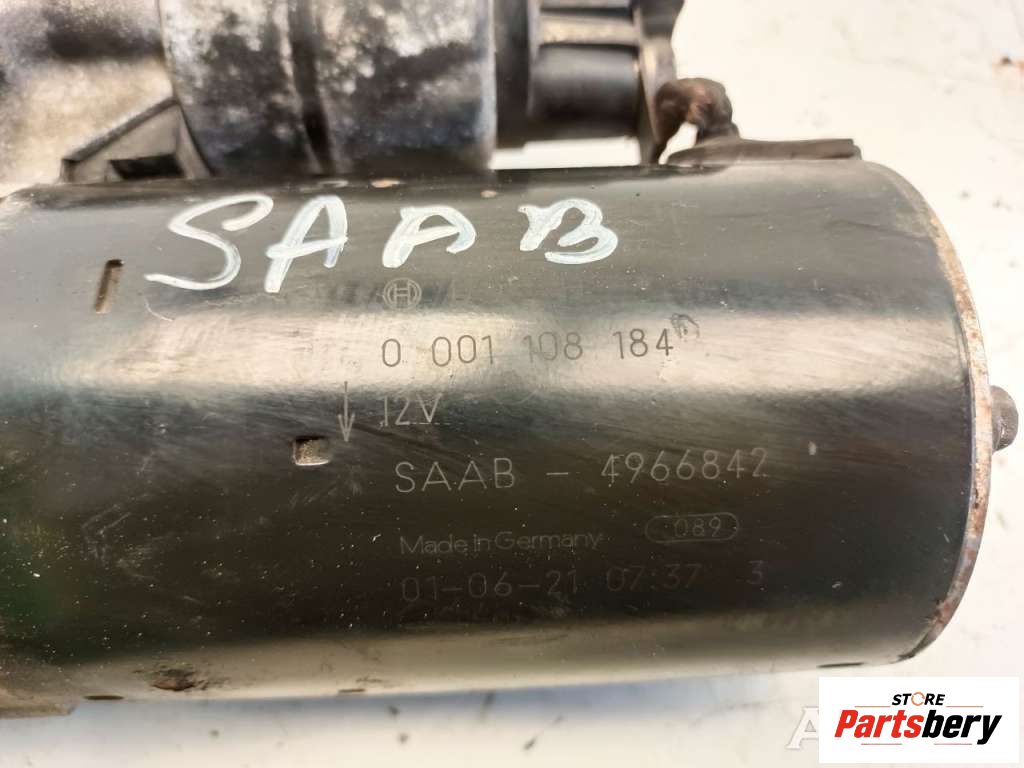 SAAB
0 001 108 184
12V
SAAB - 4966842
Made in Germany 089
01-06-21 07:37 3
STORE
Partsbery